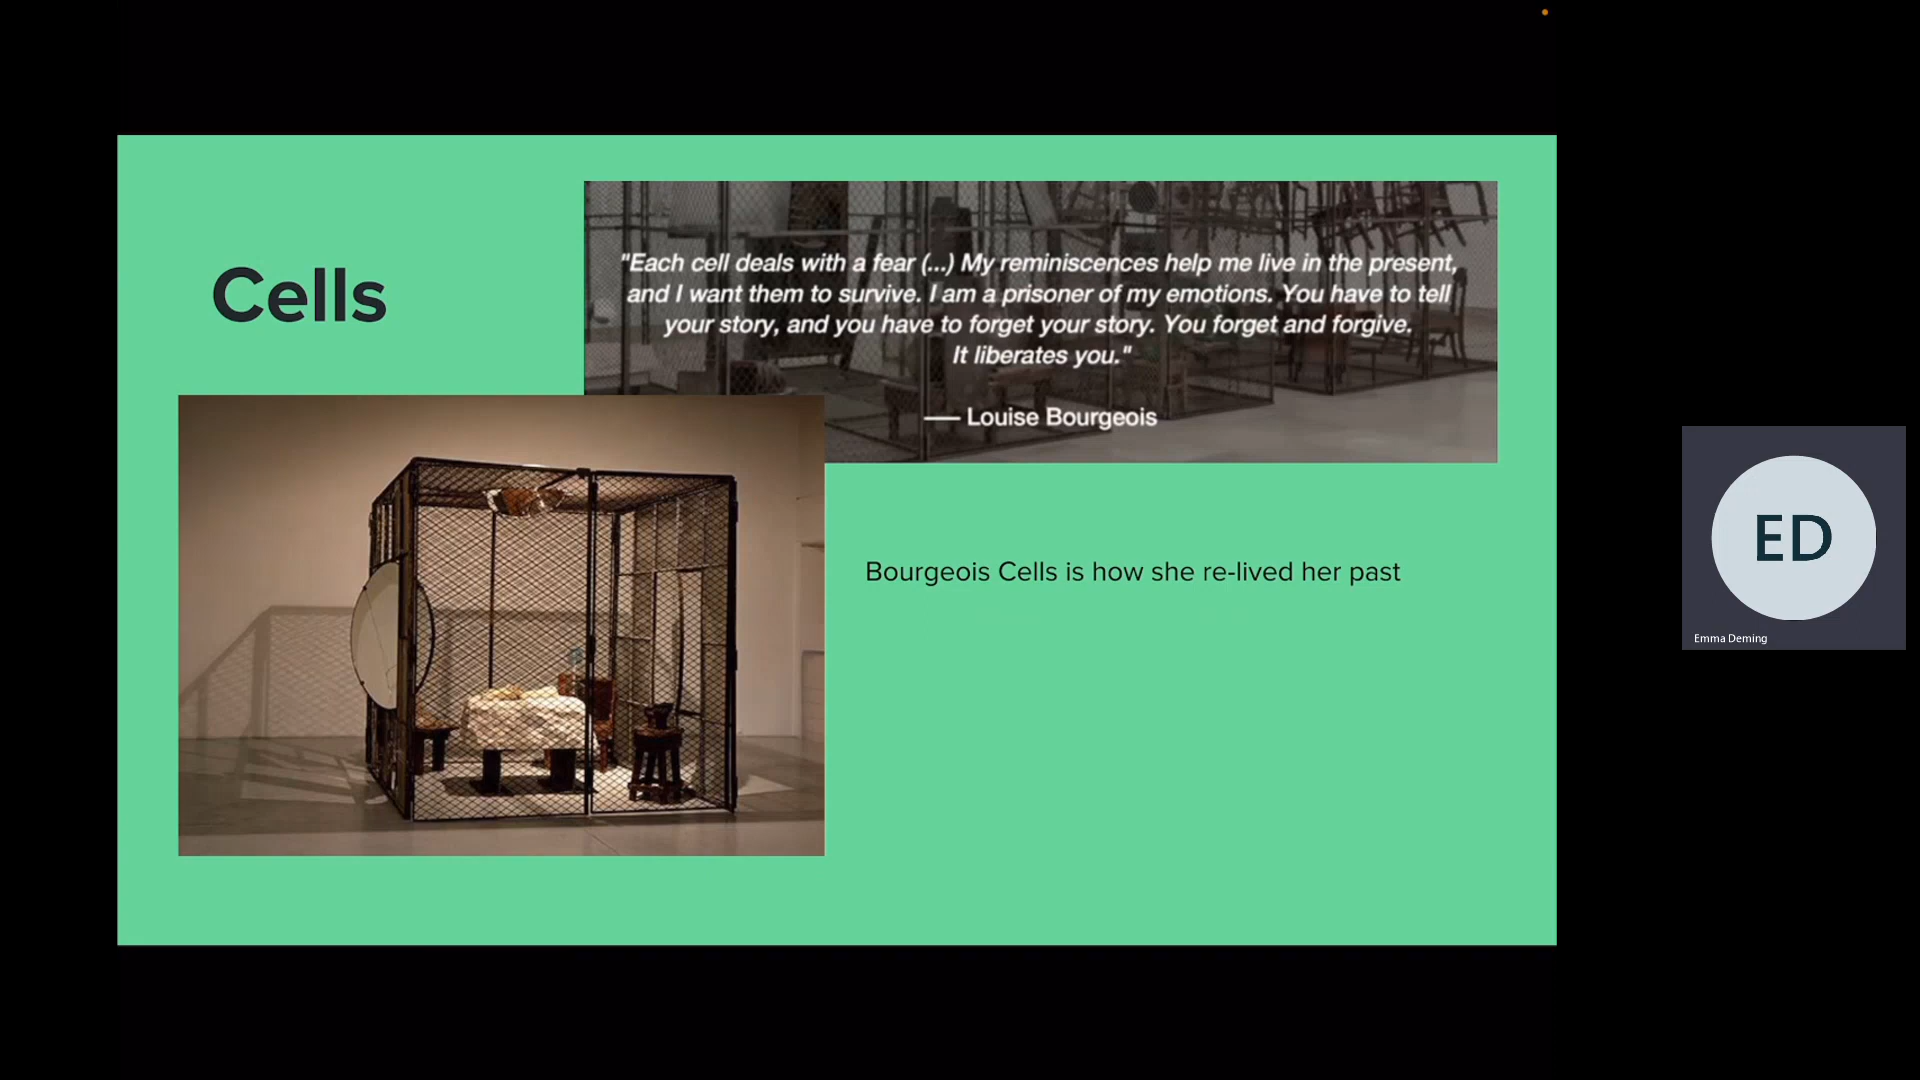 Cells
"Each cell deals with a fear (...) My reminiscences help me live in the present,
and I want them to survive. I am a prisoner of my emotions. You have to tell
your story, and you have to forget your story. You forget and forgive.
It liberates you."
— Louise Bourgeois
Bourgeois Cells is how she re-lived her past
ED
Emma Deming